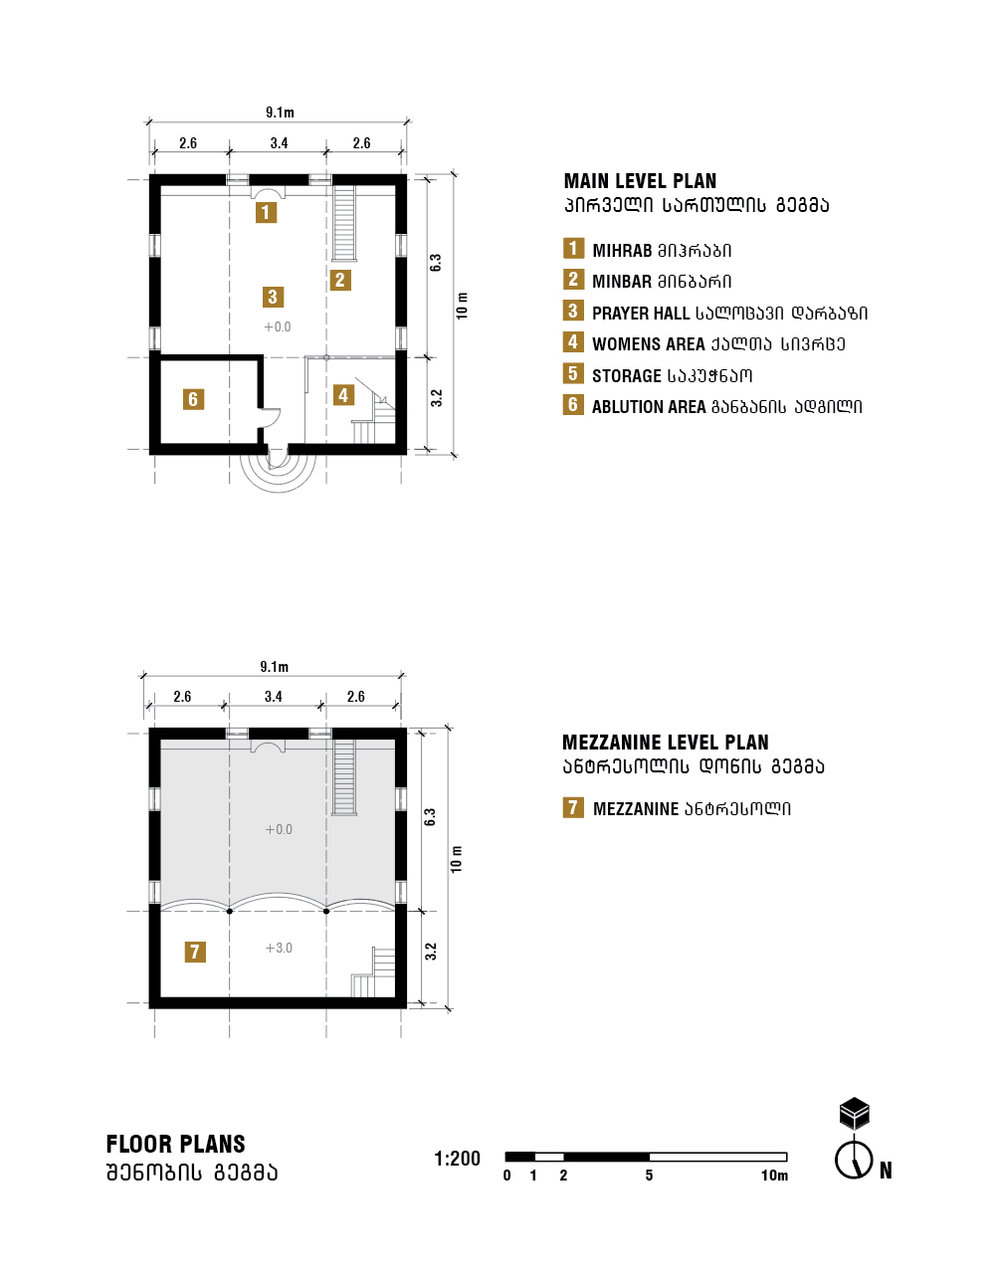 9.1m
2.6 3.4 2.6
1
2
3
+0.0
6.3
10 m
6
4
3.2
MAIN LEVEL PLAN
პირველი სართულის გეგმა
1 MIHRAB მიჰრაბი
2 MINBAR მინბარი
3 PRAYER HALL სალოცავი დარბაზი
4 WOMENS AREA ქალთა სივრცე
5 STORAGE საკუჭნაო
6 ABLUTION AREA განბანის ადგილი
9.1m
2.6 3.4 2.6
+0.0
6.3
10 m
7
+3.0
3.2
MEZZANINE LEVEL PLAN
ანტრესოლის დონის გეგმა
7 MEZZANINE ანტრესოლი
FLOOR PLANS
შენობის გეგმა
1:200
0 1 2 5 10m
N